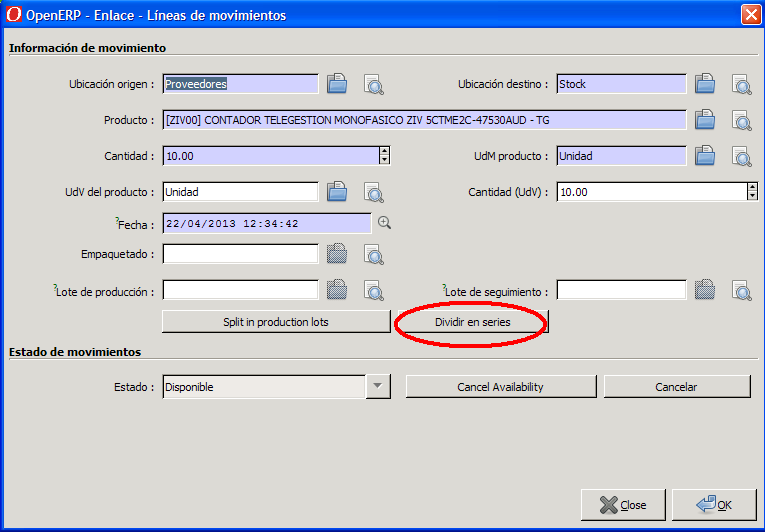 OpenERP - Enlace - Líneas de movimientos
Información de movimiento
Ubicación origen : Proveedores Ubicación destino : Stock
Producto : [ZIV00] CONTADOR TELEGESTION MONOFASICO ZIV 5CTME2C-47530AUD - TG
Cantidad : 10.00 UdM producto : Unidad
UdV del producto : Unidad Cantidad (UdV) : 10.00
?Fecha : 22/04/2013 12:34:42
Empaquetado :
?Lote de producción : ?Lote de seguimiento :
Split in production lots Dividir en series
Estado de movimientos
Estado : Disponible Cancel Availability Cancelar
Close OK